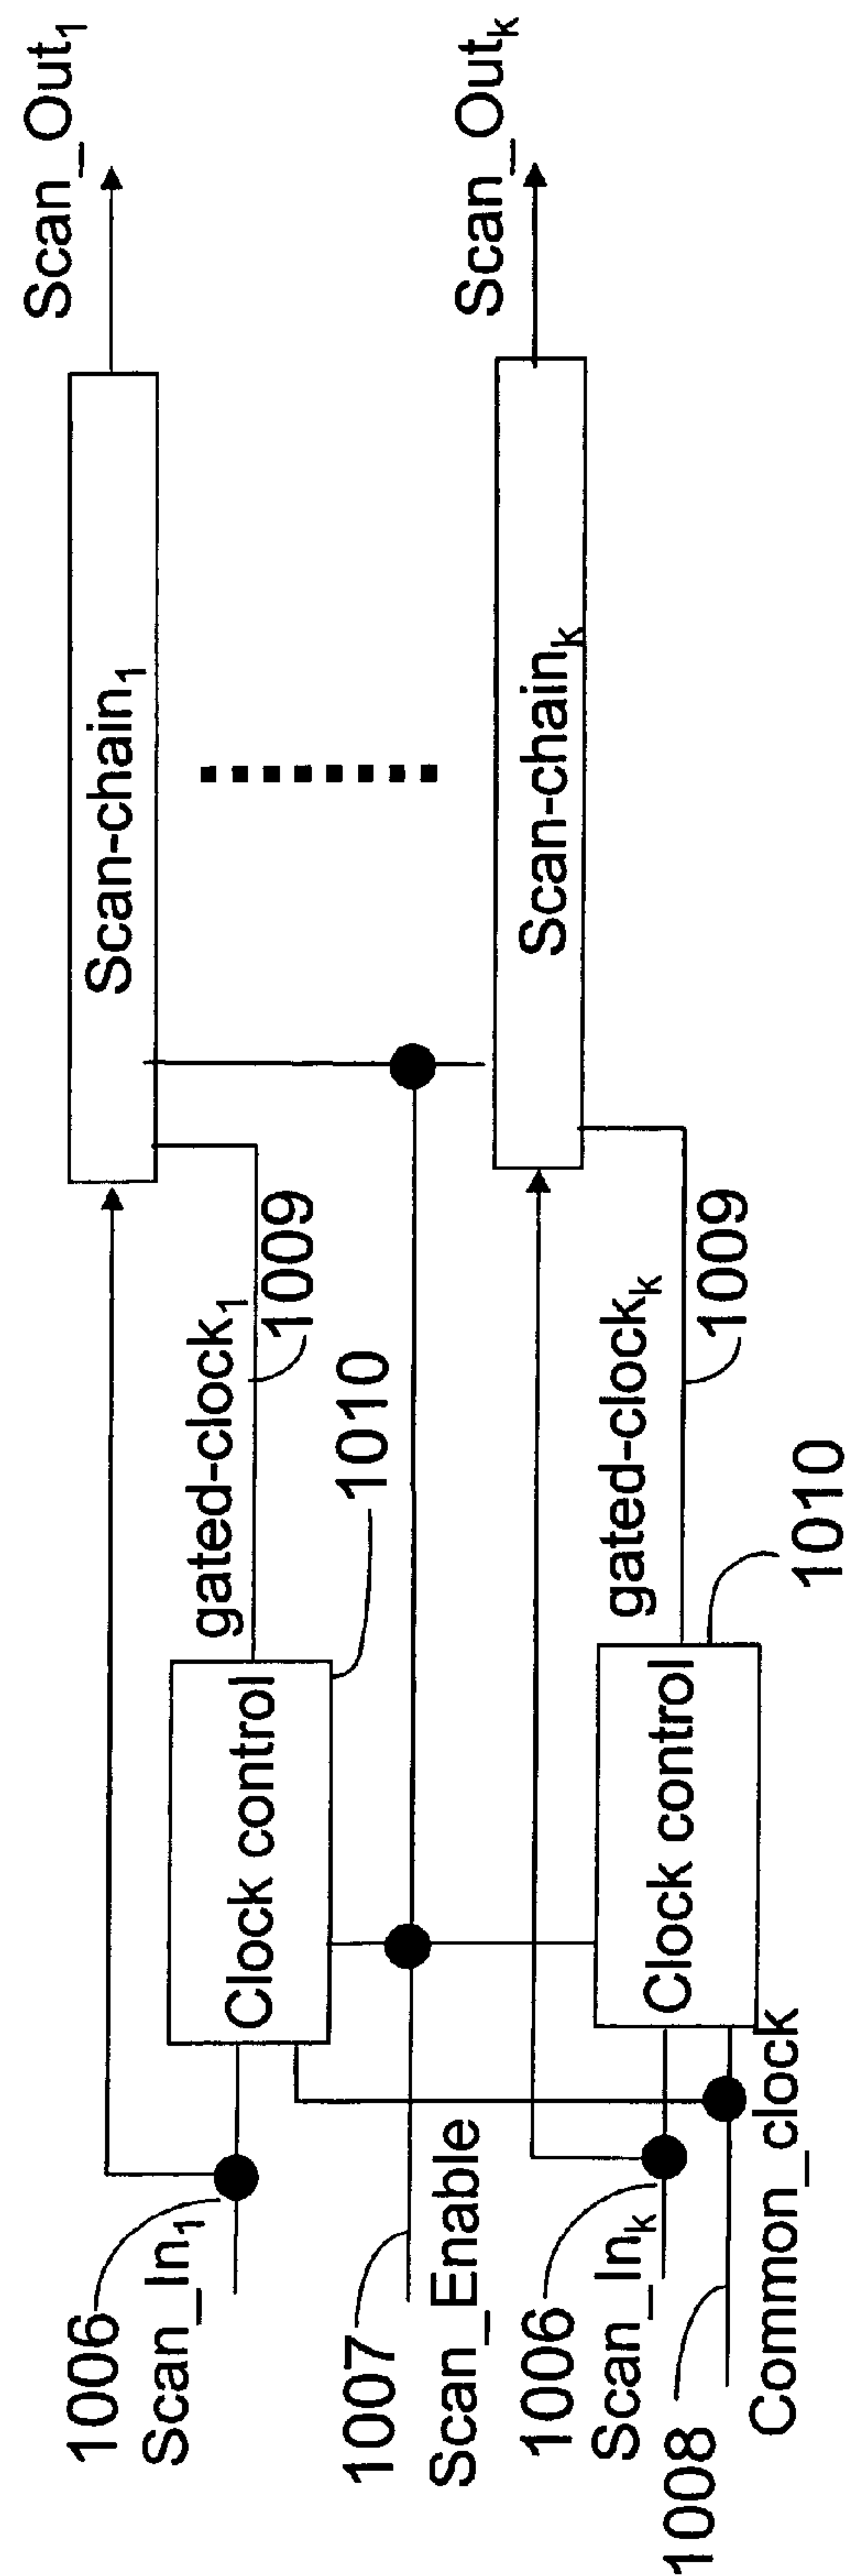 Scan_Out₁
Scan-chain₁
gated-clock₁
1009
1010
Clock control
1006
Scan_In₁
1007
Scan_Enable
Scan_Outₖ
Scan-chainₖ
gated-clockₖ
1009
1010
Clock control
1006
Scan_Inₖ
1008
Common_clock